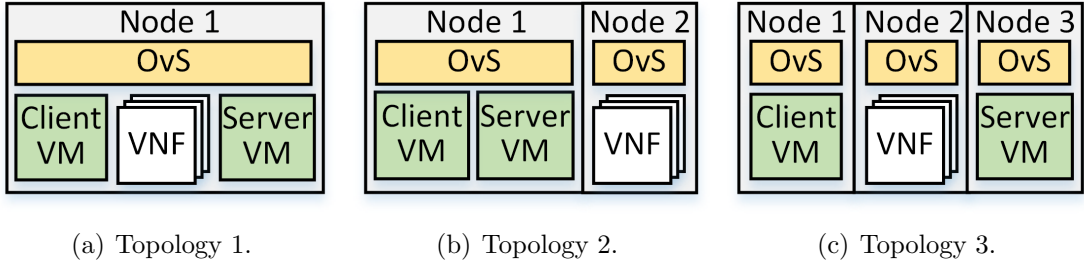 Node 1
OvS
Client
VM
VNF
Server
VM
(a) Topology 1.
Node 1
Node 2
OvS
OvS
Client
VM
Server
VM
VNF
(b) Topology 2.
Node 1
Node 2
Node 3
OvS
OvS
OvS
Client
VM
VNF
Server
VM
(c) Topology 3.